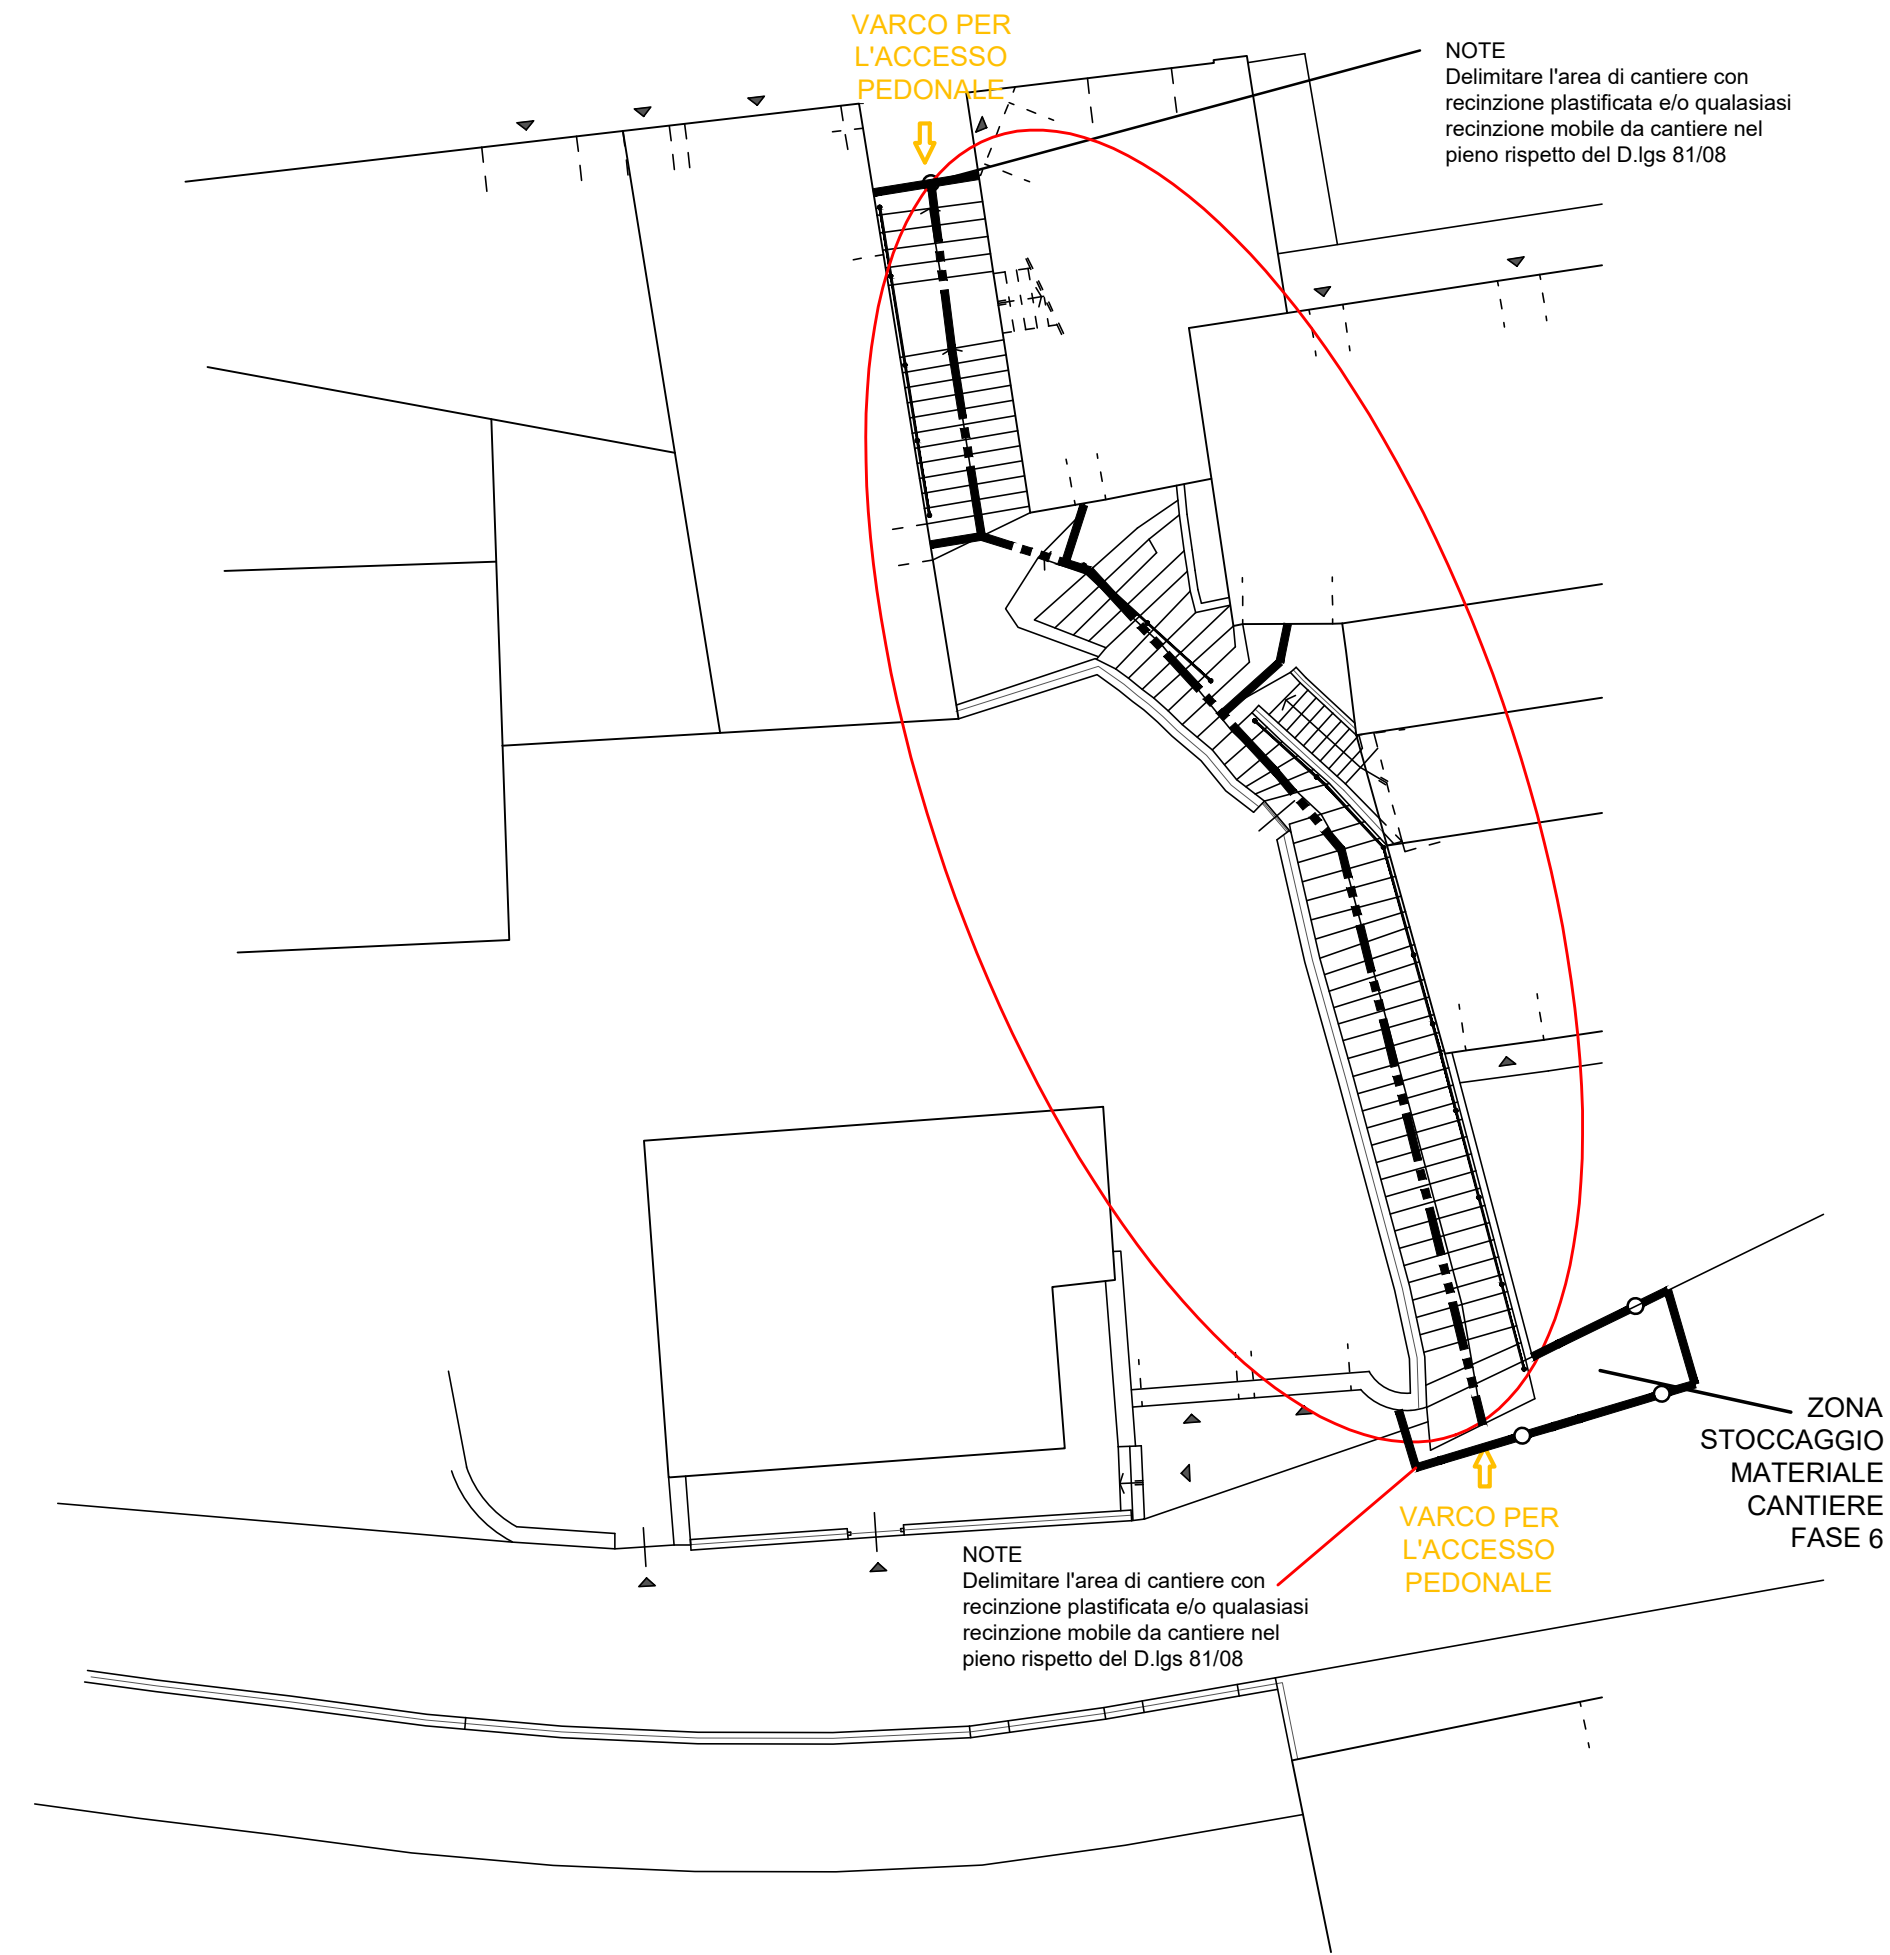 VARCO PER
L'ACCESSO
PEDONALE
NOTE
Delimitare l'area di cantiere con
recinzione plastificata e/o qualasiasi
recinzione mobile da cantiere nel
pieno rispetto del D.lgs 81/08
ZONA
STOCCAGGIO
MATERIALE
CANTIERE
FASE 6
VARCO PER
L'ACCESSO
PEDONALE
NOTE
Delimitare l'area di cantiere con
recinzione plastificata e/o qualasiasi
recinzione mobile da cantiere nel
pieno rispetto del D.lgs 81/08